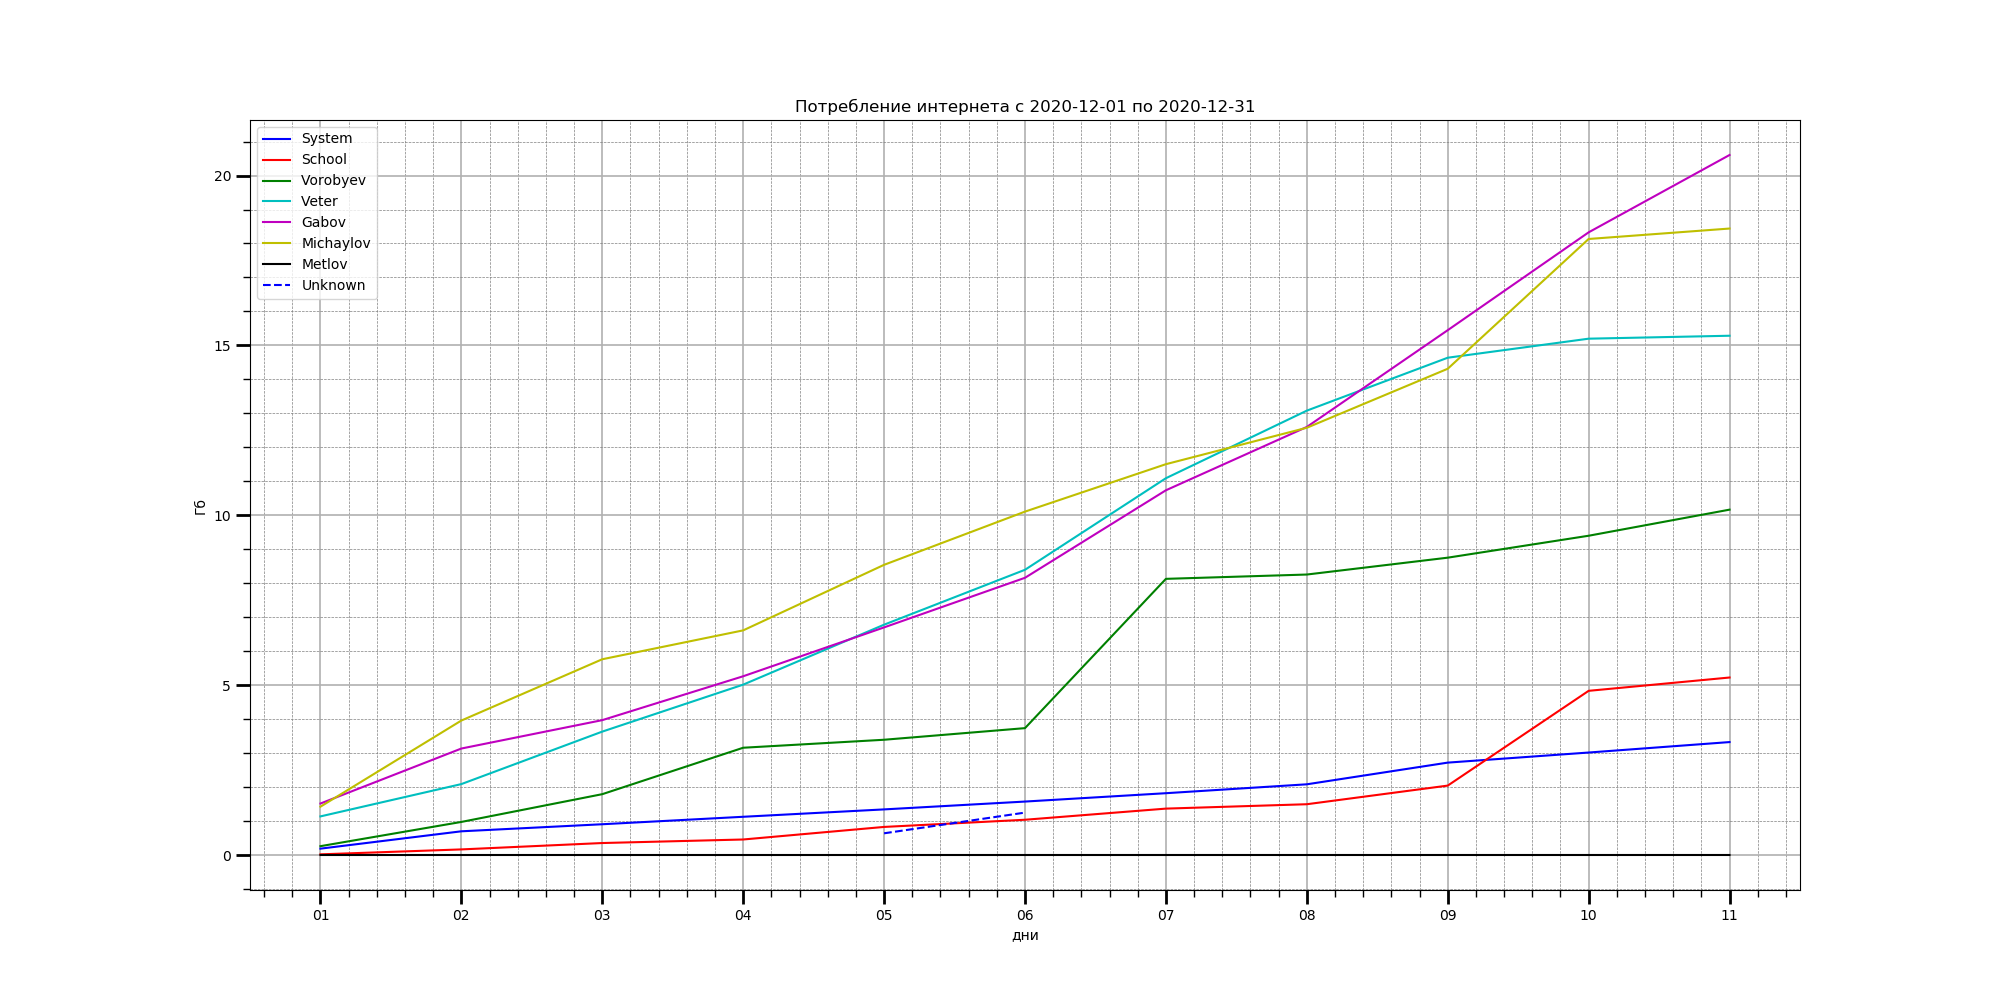 Потребление интернета с 2020-12-01 по 2020-12-31
System
School
Vorobyev
Veter
Gabov
Michaylov
Metlov
Unknown
гб
20
15
10
5
0
01 02 03 04 05 06 07 08 09 10 11
дни